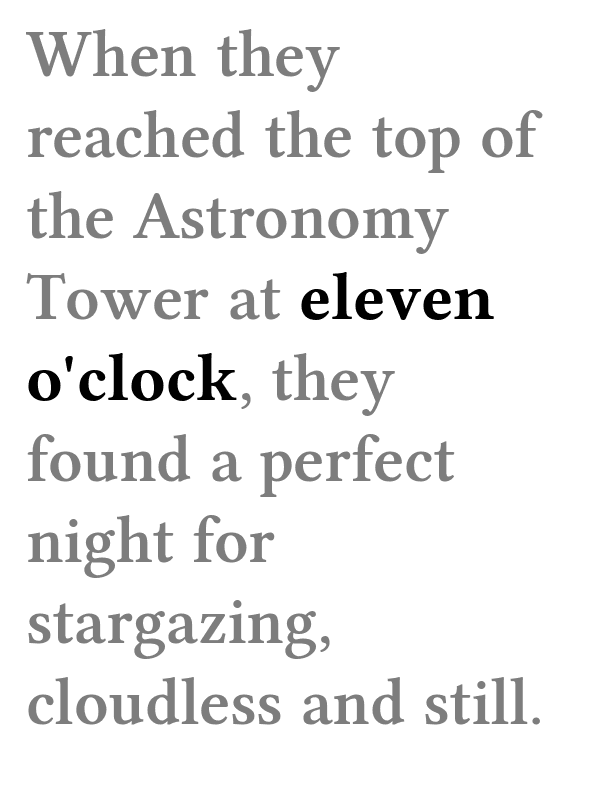 When they
reached the top of
the Astronomy
Tower at eleven
o'clock, they
found a perfect
night for
stargazing,
cloudless and still.